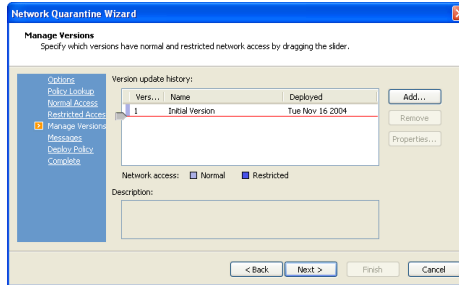 Network Quarantine Wizard
Manage Versions
Specify which versions have normal and restricted network access by dragging the slider.
Options
Policy Lookup
Normal Access
Restricted Acces
Manage Versions
Messages
Deploy Policy
Complete
Version update history:
Vers... Name Deployed
1 Initial Version Tue Nov 16 2004
Add...
Remove
Properties...
Network access: Normal Restricted
Description:
< Back Next > Finish Cancel